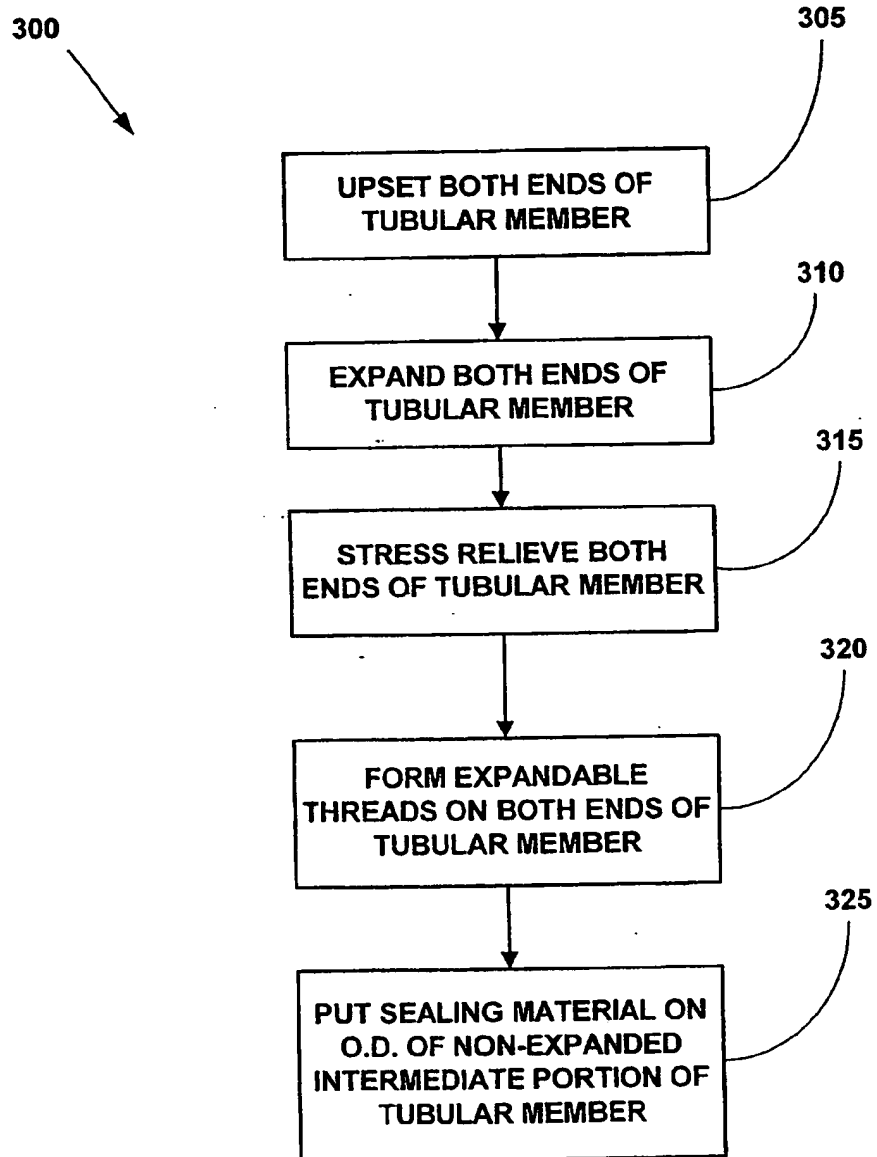 300
305
UPSET BOTH ENDS OF
TUBULAR MEMBER
310
EXPAND BOTH ENDS OF
TUBULAR MEMBER
315
STRESS RELIEVE BOTH
ENDS OF TUBULAR MEMBER
320
FORM EXPANDABLE
THREADS ON BOTH ENDS OF
TUBULAR MEMBER
325
PUT SEALING MATERIAL ON
O.D. OF NON-EXPANDED
INTERMEDIATE PORTION OF
TUBULAR MEMBER